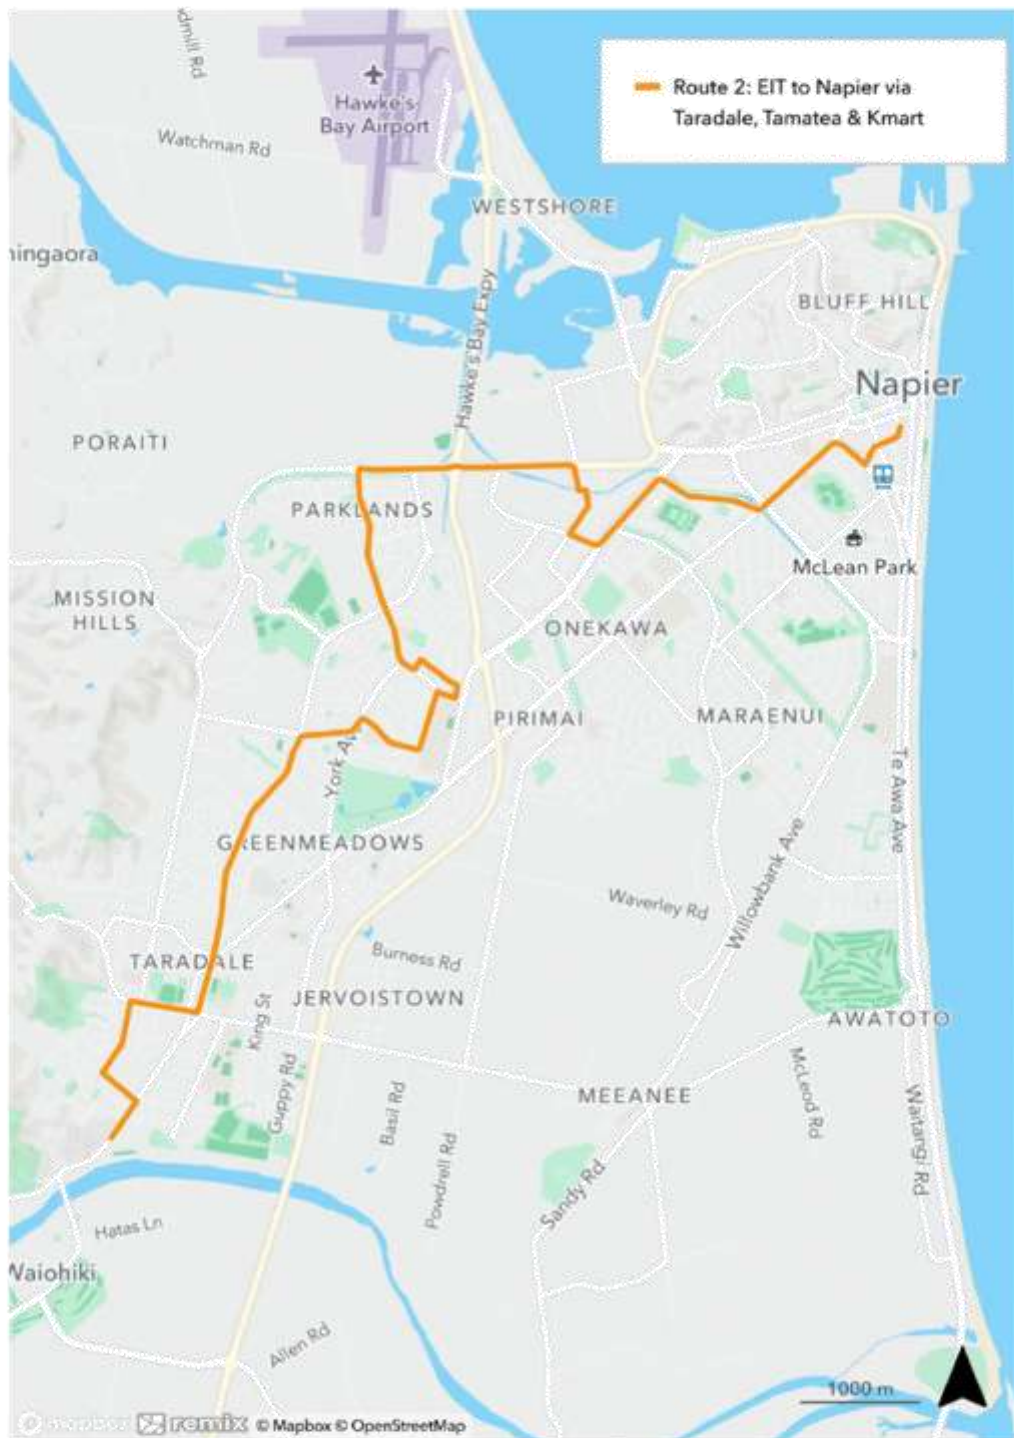 Route 2: EIT to Napier via
Taradale, Tamatea & Kmart
Hawke's
Bay Airport
Watchman Rd
WESTSHORE
BLUFF HILL
Hawke's Bay Expy
Napier
PORAITI
PARKLANDS
McLean Park
MISSION
HILLS
ONEKAWA
PIRIMAI
MARAENUI
York Av
Te Awa Ave
GREENMEADOWS
Willowbank Ave
Waverley Rd
TARADALE
Burness Rd
JERVOISTOWN
King St
AWATOTO
Guppy Rd
Basil Rd
MEEANEE
McLeod Rd
Waitangi Rd
Powdrell Rd
Sandy Rd
Hatas Ln
Waiohiki
Allen Rd
1000 m
mapbox remix © Mapbox © OpenStreetMap